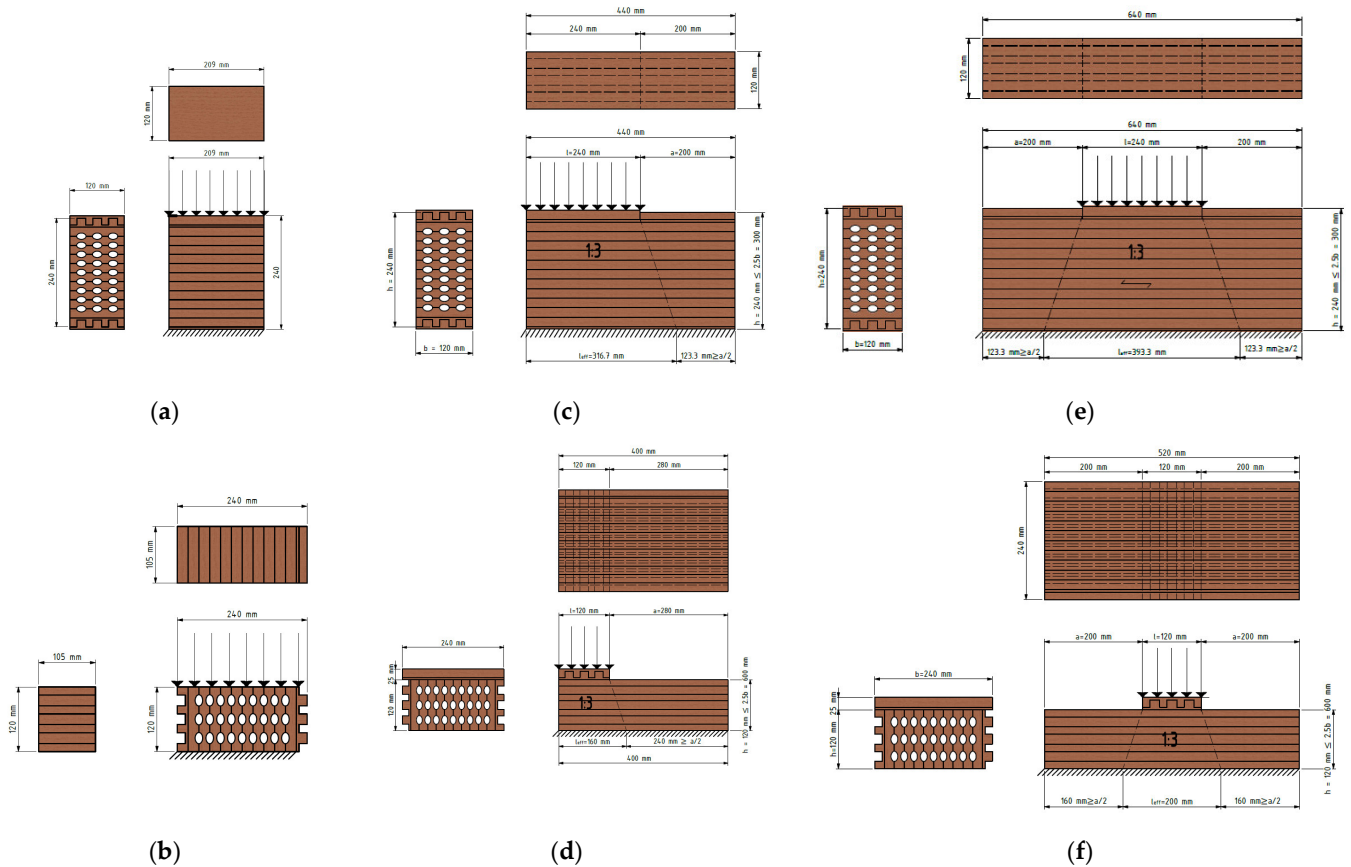 209 mm
120 mm
209 mm
120 mm
240 mm
240
(a)
440 mm
240 mm
200 mm
120 mm
440 mm
l=240 mm
a=200 mm
1:3
h = 240 mm
b = 120 mm
h = 240 mm ≤ 2.5b = 300 mm
leff=316.7 mm
123.3 mm≥a/2
(c)
640 mm
120 mm
640 mm
a=200 mm
l=240 mm
200 mm
1:3
h=240 mm
b=120 mm
h = 240 mm ≤ 2.5b = 300 mm
123.3 mm≥a/2
leff=393.3 mm
123.3 mm≥a/2
(e)
240 mm
105 mm
240 mm
105 mm
120 mm
120 mm
(b)
400 mm
120 mm
280 mm
l=120 mm
a=280 mm
240 mm
25 mm
120 mm
1:3
h = 120 mm ≤ 2.5b = 600 mm
leff=160 mm
240 mm ≥ a/2
400 mm
(d)
520 mm
200 mm
120 mm
200 mm
240 mm
a=200 mm
l=120 mm
a=200 mm
b=240 mm
25 mm
h=120 mm
1:3
h = 120 mm ≤ 2.5b = 600 mm
160 mm≥a/2
leff=200 mm
160 mm≥a/2
(f)